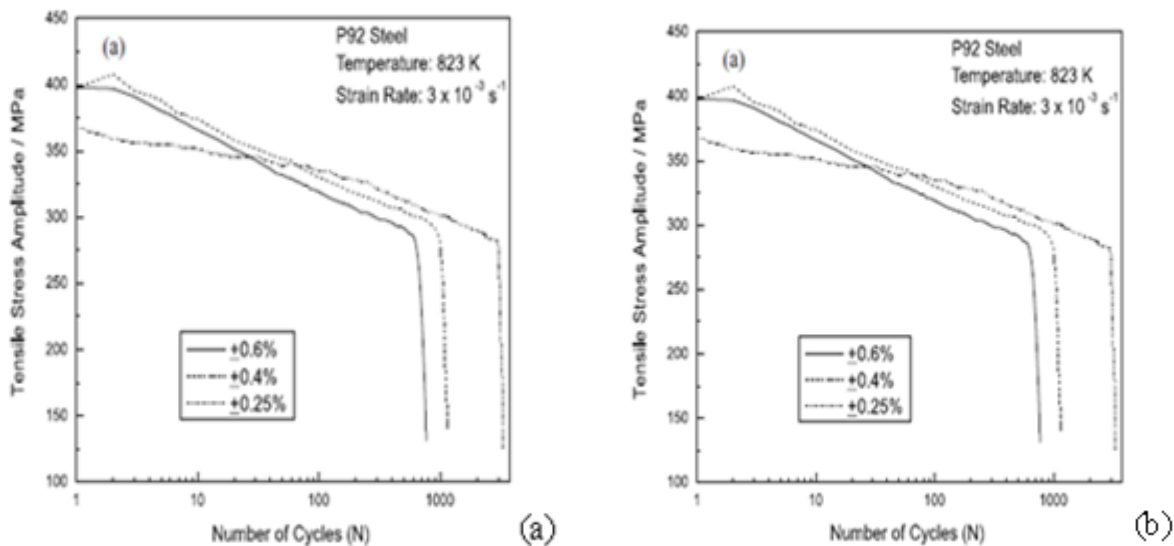 (a)
P92 Steel
Temperature: 823 K
Strain Rate: 3 x 10⁻³ s⁻¹
Tensile Stress Amplitude / MPa
450
400
350
300
250
200
150
100
±0.6%
±0.4%
±0.25%
1
10
100
1000
Number of Cycles (N)
(a)
(a)
P92 Steel
Temperature: 823 K
Strain Rate: 3 x 10⁻³ s⁻¹
Tensile Stress Amplitude / MPa
450
400
350
300
250
200
150
100
±0.6%
±0.4%
±0.25%
1
10
100
1000
Number of Cycles (N)
(b)